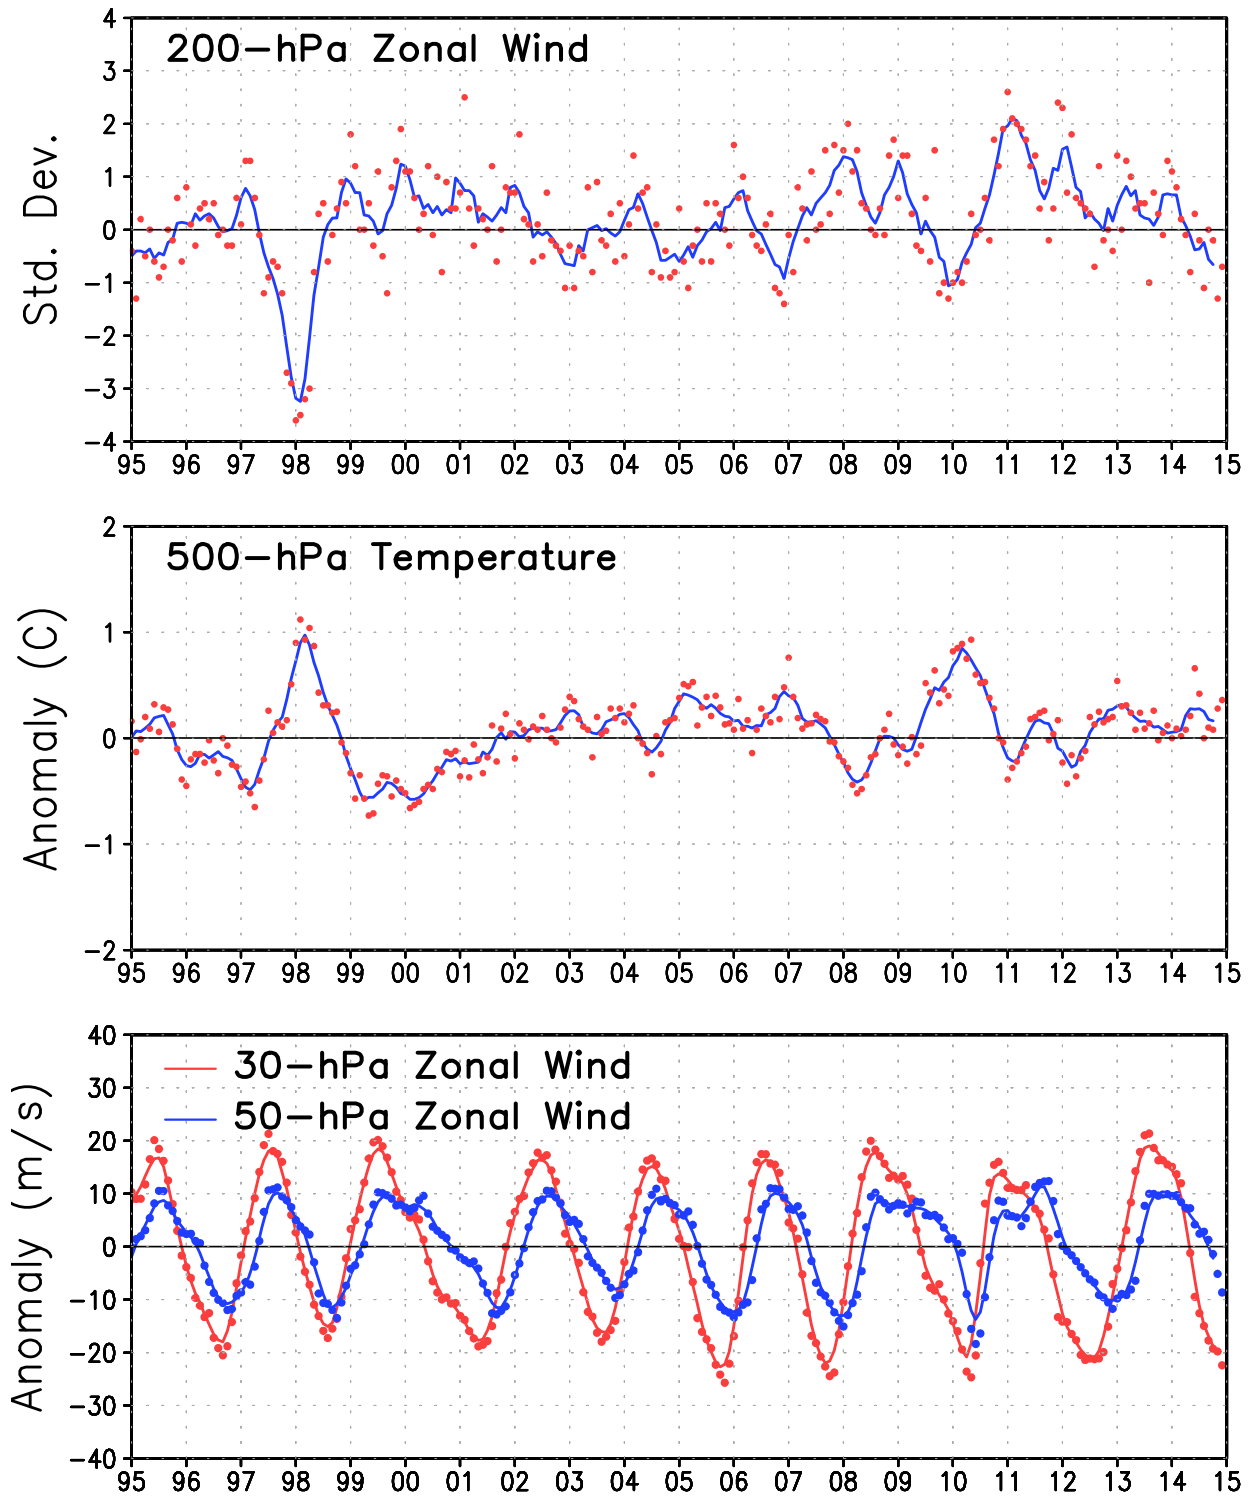 200-hPa Zonal Wind
Std. Dev.
4
3
2
1
0
-1
-2
-3
-4
95 96 97 98 99 00 01 02 03 04 05 06 07 08 09 10 11 12 13 14 15
500-hPa Temperature
Anomaly (C)
2
1
0
-1
-2
95 96 97 98 99 00 01 02 03 04 05 06 07 08 09 10 11 12 13 14 15
30-hPa Zonal Wind
50-hPa Zonal Wind
Anomaly (m/s)
40
30
20
10
0
-10
-20
-30
-40
95 96 97 98 99 00 01 02 03 04 05 06 07 08 09 10 11 12 13 14 15